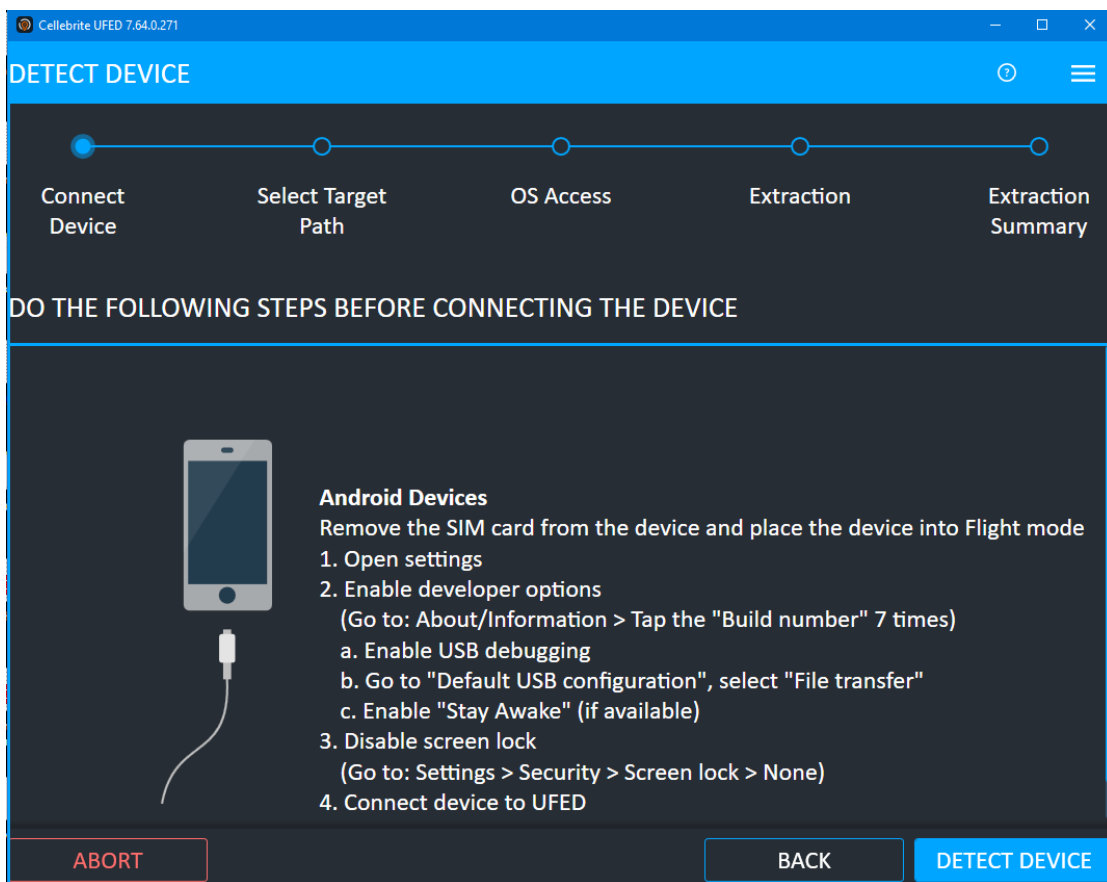 Cellebrite UFED 7.64.0.271
DETECT DEVICE
?
Connect Device
Select Target Path
OS Access
Extraction
Extraction Summary
DO THE FOLLOWING STEPS BEFORE CONNECTING THE DEVICE
Android Devices
Remove the SIM card from the device and place the device into Flight mode
1. Open settings
2. Enable developer options
(Go to: About/Information > Tap the "Build number" 7 times)
a. Enable USB debugging
b. Go to "Default USB configuration", select "File transfer"
c. Enable "Stay Awake" (if available)
3. Disable screen lock
(Go to: Settings > Security > Screen lock > None)
4. Connect device to UFED
ABORT
BACK
DETECT DEVICE